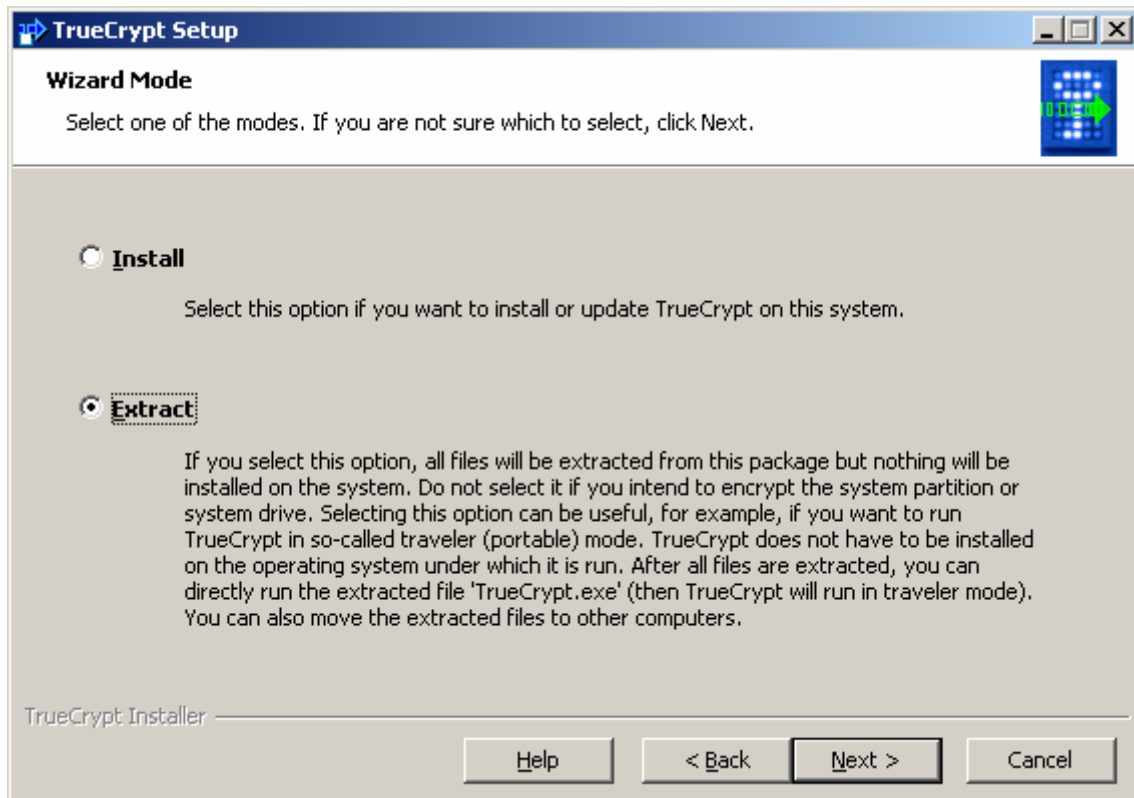 TrueCrypt Setup
Wizard Mode
Select one of the modes. If you are not sure which to select, click Next.
Install
Select this option if you want to install or update TrueCrypt on this system.
Extract
If you select this option, all files will be extracted from this package but nothing will be
installed on the system. Do not select it if you intend to encrypt the system partition or
system drive. Selecting this option can be useful, for example, if you want to run
TrueCrypt in so-called traveler (portable) mode. TrueCrypt does not have to be installed
on the operating system under which it is run. After all files are extracted, you can
directly run the extracted file 'TrueCrypt.exe' (then TrueCrypt will run in traveler mode).
You can also move the extracted files to other computers.
TrueCrypt Installer
Help < Back Next > Cancel